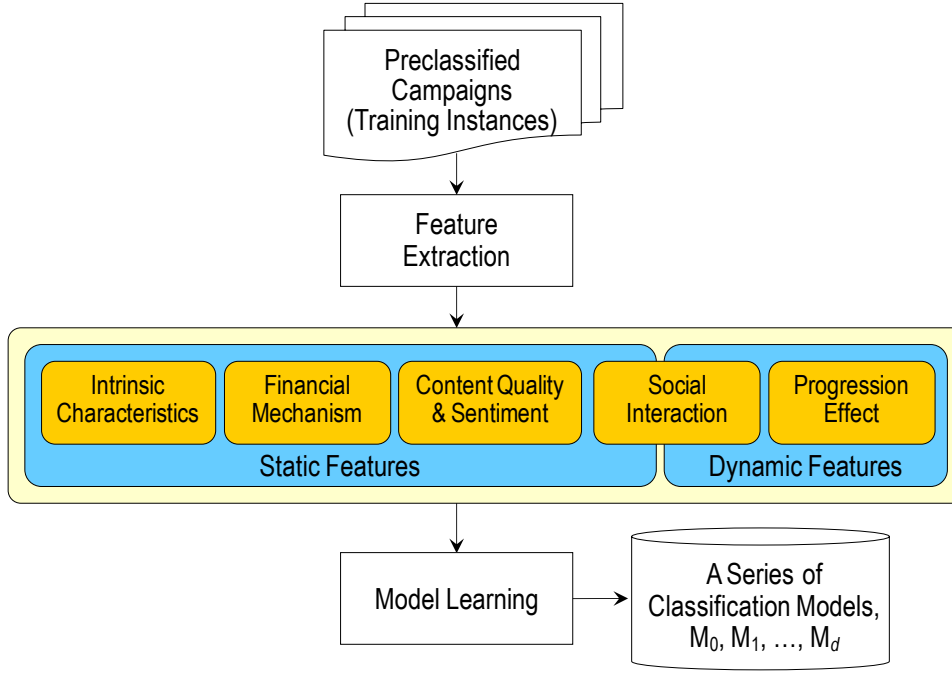 Preclassified
Campaigns
(Training Instances)
Feature
Extraction
Intrinsic
Characteristics
Financial
Mechanism
Content Quality
& Sentiment
Social
Interaction
Progression
Effect
Static Features
Dynamic Features
Model Learning
A Series of
Classification Models,
M₀, M₁, …, M_d